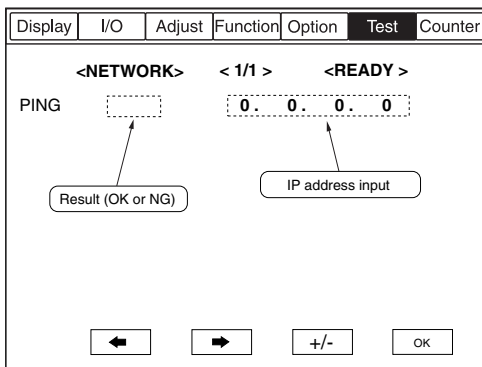 Display I/O Adjust Function Option Test Counter
<NETWORK> < 1/1 > <READY >
PING 0. 0. 0. 0
Result (OK or NG) IP address input
+/- OK